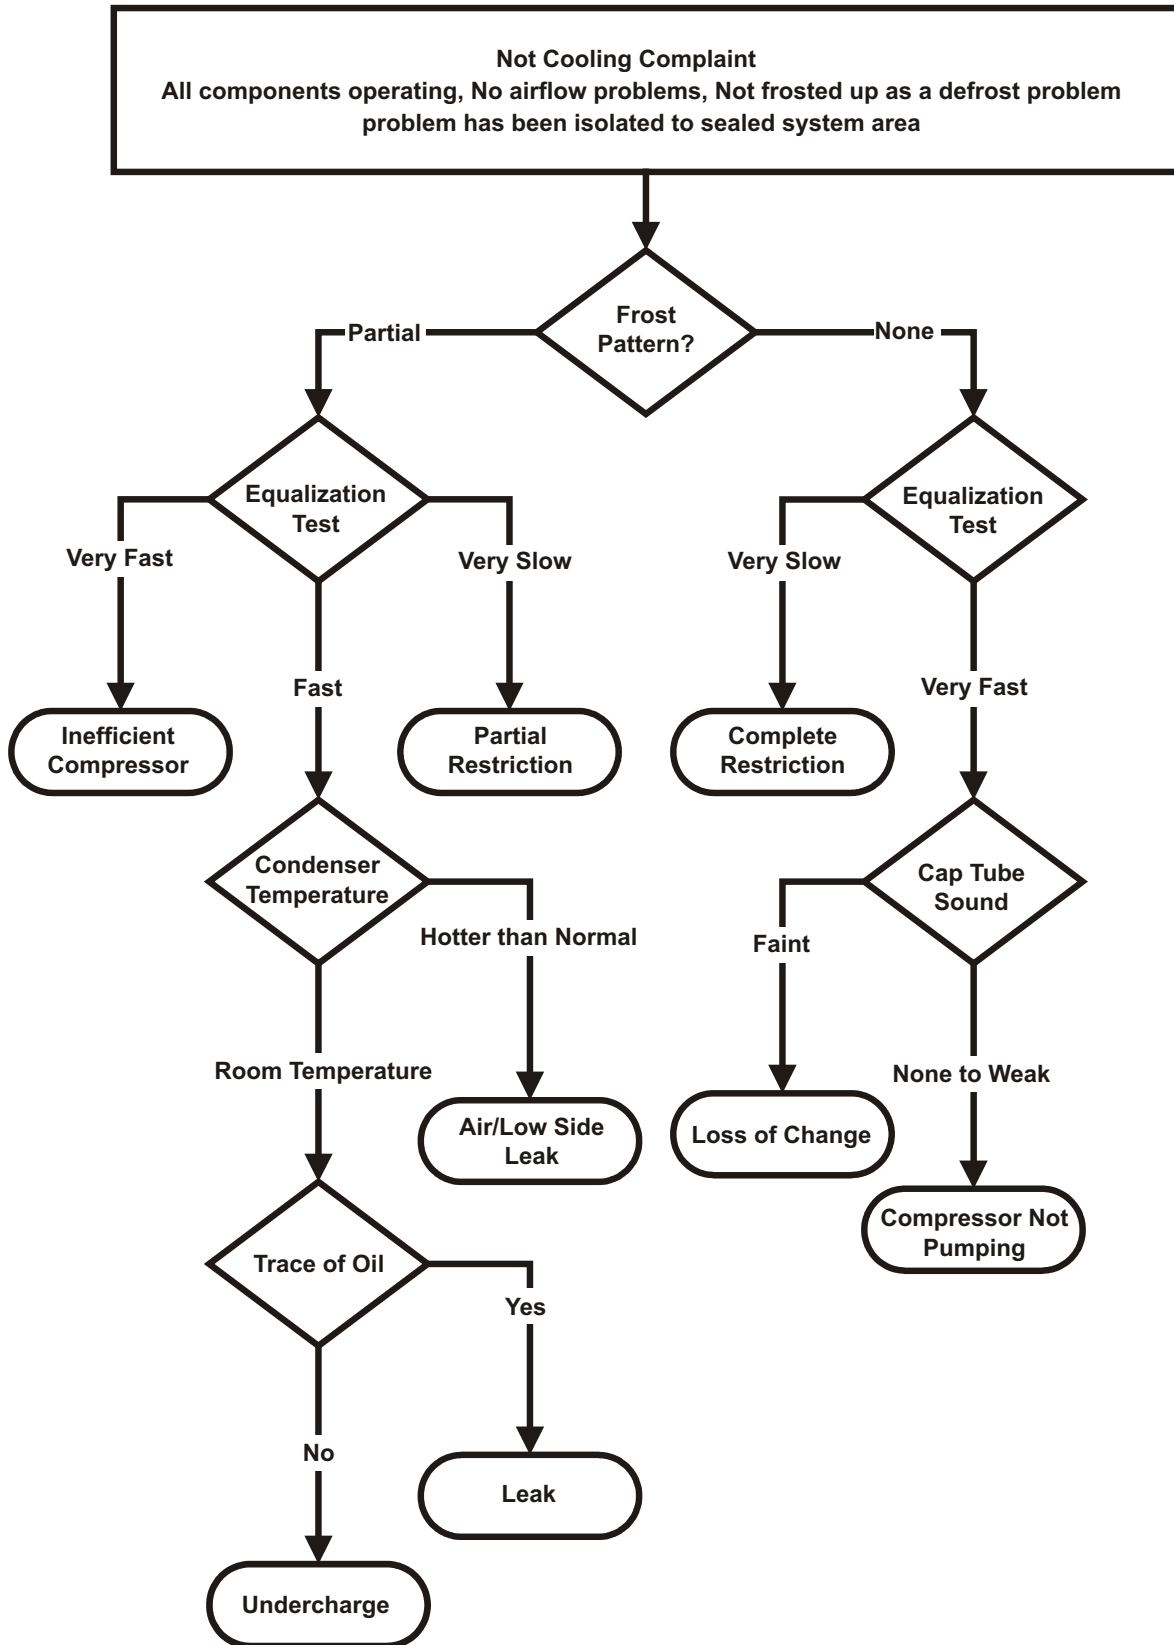 Not Cooling Complaint
All components operating, No airflow problems, Not frosted up as a defrost problem
problem has been isolated to sealed system area
Frost
Pattern?
Partial
None
Equalization
Test
Equalization
Test
Very Fast
Very Slow
Very Slow
Fast
Very Fast
Inefficient
Compressor
Partial
Restriction
Complete
Restriction
Condenser
Temperature
Cap Tube
Sound
Hotter than Normal
Faint
Room Temperature
None to Weak
Air/Low Side
Leak
Loss of Change
Compressor Not
Pumping
Trace of Oil
Yes
No
Leak
Undercharge